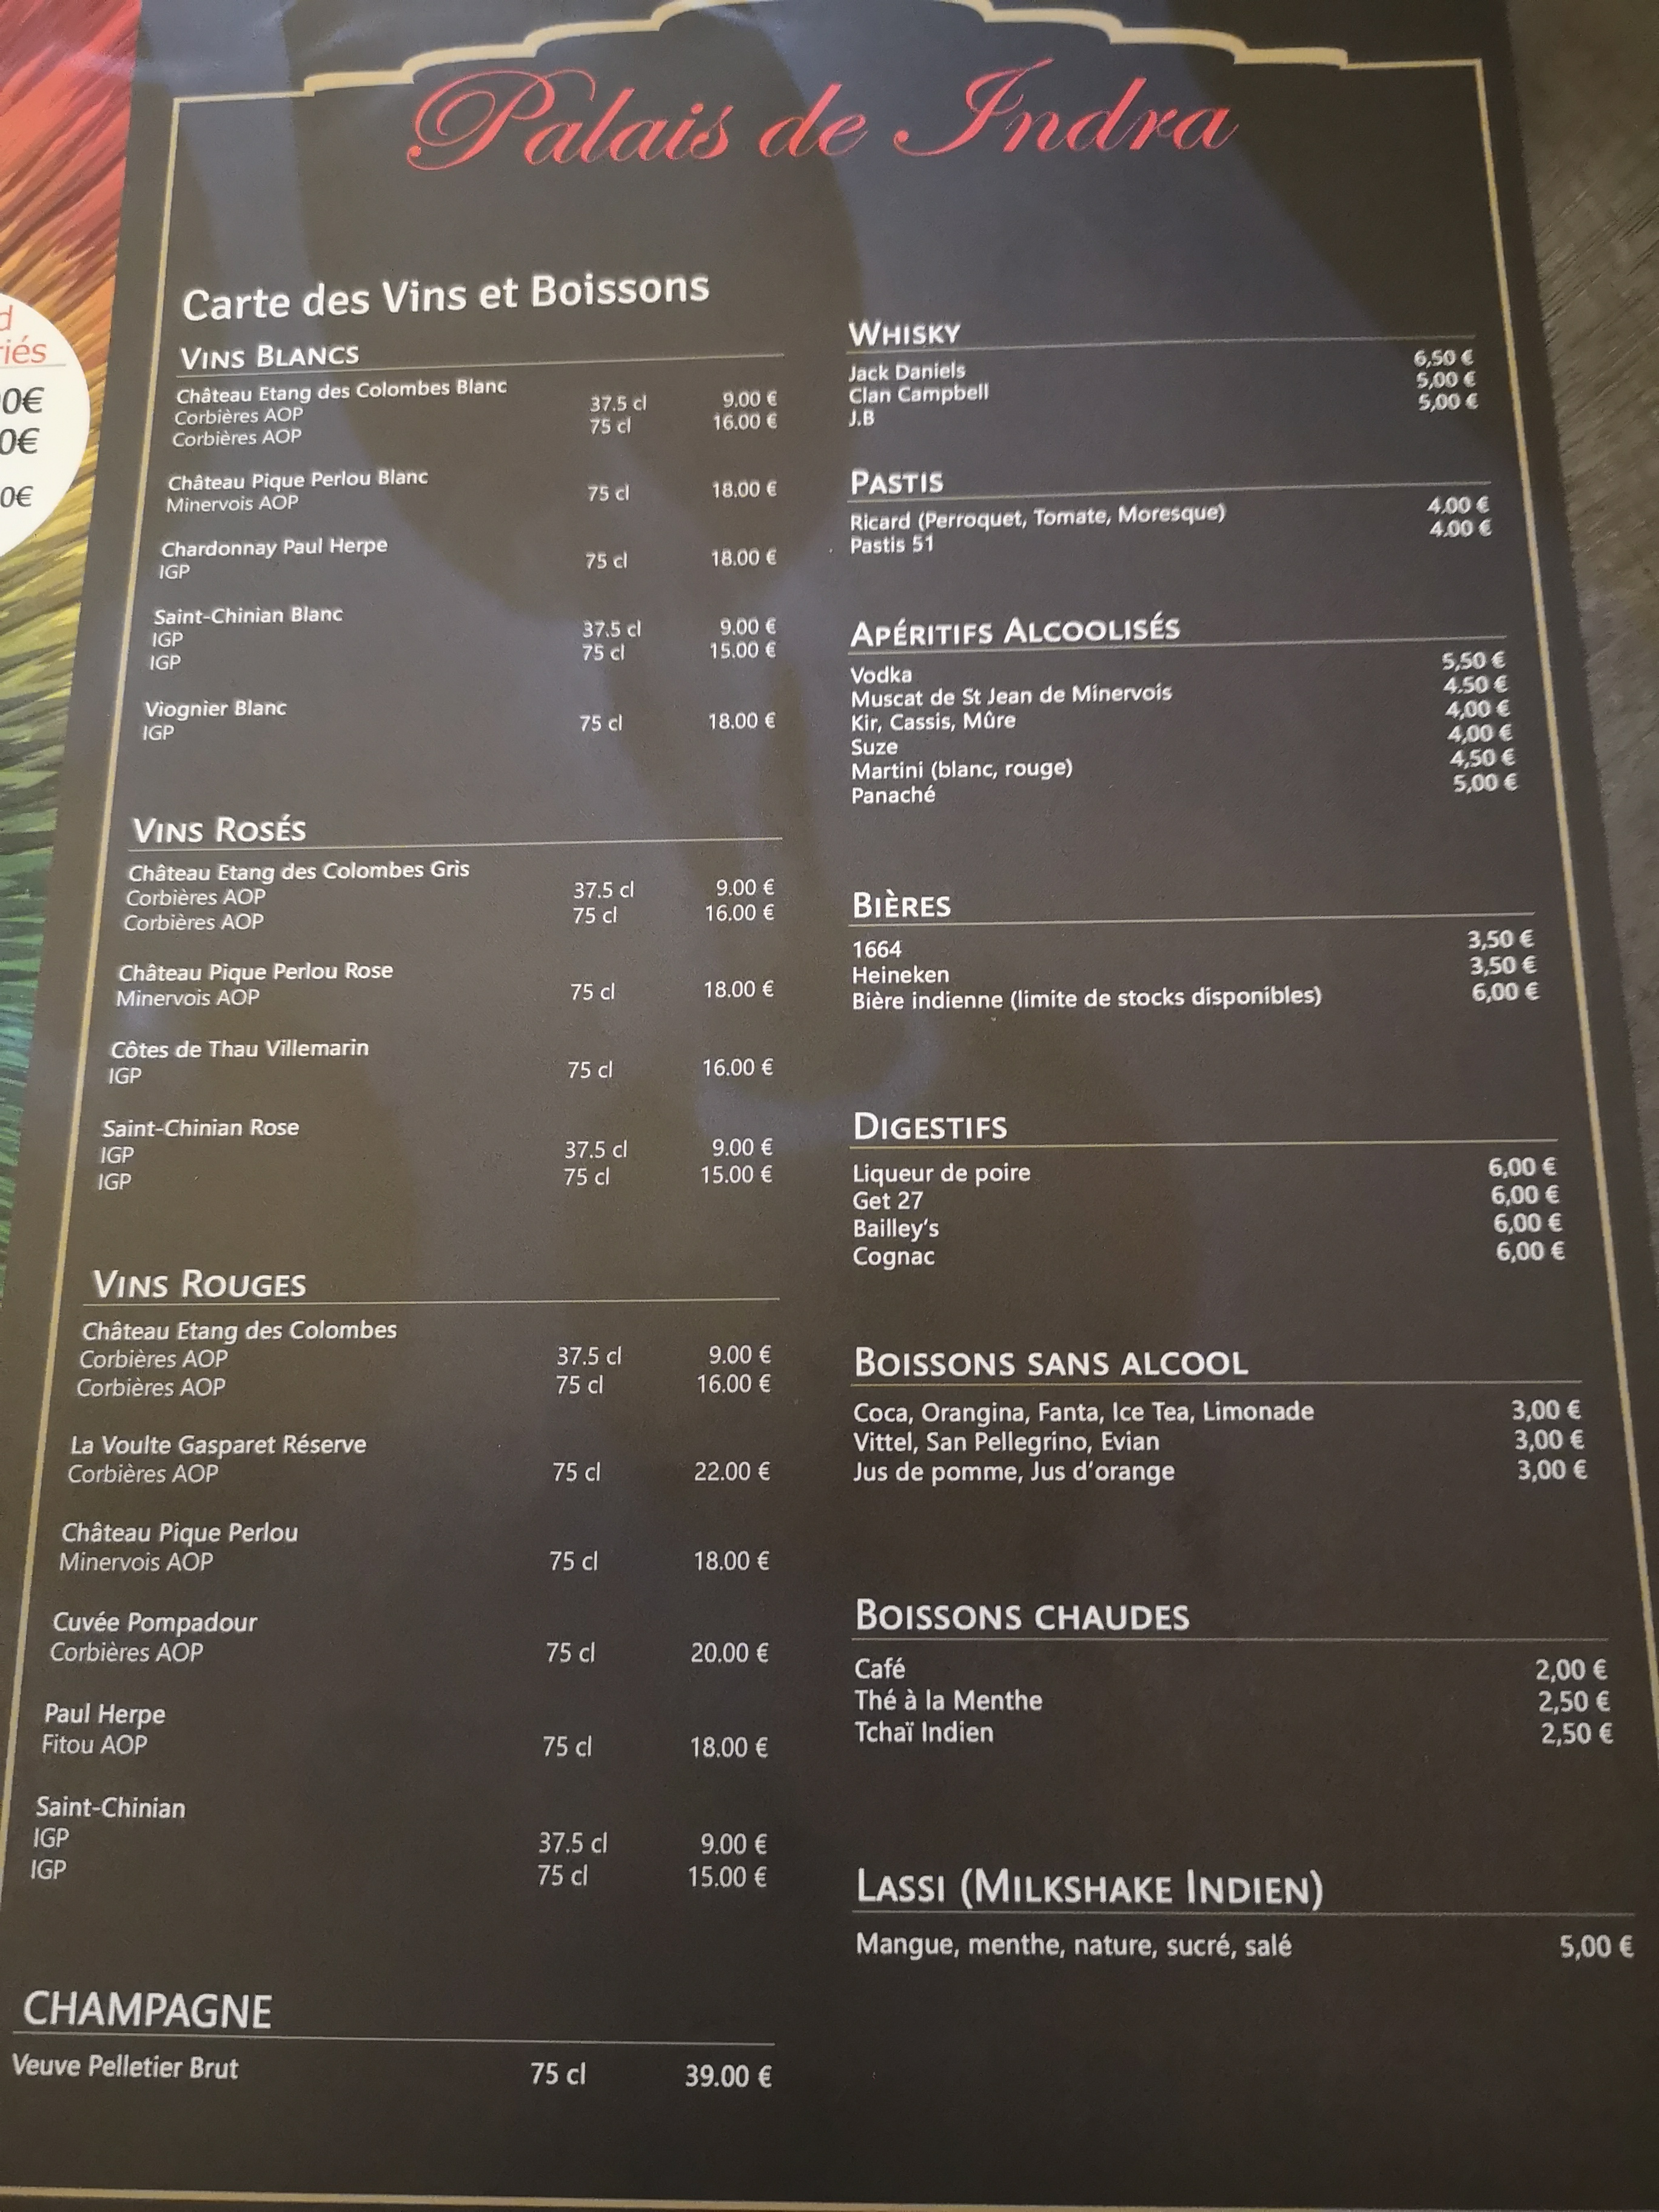 Palais de Indra
Carte des Vins et Boissons
VINS BLANCS
Château Etang des Colombes Blanc
Corbières AOP 37.5 cl 9.00 €
Corbières AOP 75 cl 16.00 €
Château Pique Perlou Blanc
Minervois AOP 75 cl 18.00 €
Chardonnay Paul Herpe
IGP 75 cl 18.00 €
Saint-Chinian Blanc
IGP 37.5 cl 9.00 €
IGP 75 cl 15.00 €
Viognier Blanc
IGP 75 cl 18.00 €
VINS ROSÉS
Château Etang des Colombes Gris
Corbières AOP 37.5 cl 9.00 €
Corbières AOP 75 cl 16.00 €
Château Pique Perlou Rose
Minervois AOP 75 cl 18.00 €
Côtes de Thau Villemarin
IGP 75 cl 16.00 €
Saint-Chinian Rose
IGP 37.5 cl 9.00 €
IGP 75 cl 15.00 €
VINS ROUGES
Château Etang des Colombes
Corbières AOP 37.5 cl 9.00 €
Corbières AOP 75 cl 16.00 €
La Voulte Gasparet Réserve
Corbières AOP 75 cl 22.00 €
Château Pique Perlou
Minervois AOP 75 cl 18.00 €
Cuvée Pompadour
Corbières AOP 75 cl 20.00 €
Paul Herpe
Fitou AOP 75 cl 18.00 €
Saint-Chinian
IGP 37.5 cl 9.00 €
IGP 75 cl 15.00 €
CHAMPAGNE
Veuve Pelletier Brut 75 cl 39.00 €
WHISKY
Jack Daniels 6,50 €
Clan Campbell 5,00 €
J.B 5,00 €
PASTIS
Ricard (Perroquet, Tomate, Moresque) 4.00 €
Pastis 51 4.00 €
APÉRITIFS ALCOOLISÉS
Vodka 5,50 €
Muscat de St Jean de Minervois 4.50 €
Kir, Cassis, Mûre 4,00 €
Suze 4,00 €
Martini (blanc, rouge) 4,50 €
Panaché 5,00 €
BIÈRES
1664 3,50 €
Heineken 3,50 €
Bière indienne (limite de stocks disponibles) 6,00 €
DIGESTIFS
Liqueur de poire 6,00 €
Get 27 6,00 €
Bailley's 6,00 €
Cognac 6,00 €
BOISSONS SANS ALCOOL
Coca, Orangina, Fanta, Ice Tea, Limonade 3,00 €
Vittel, San Pellegrino, Evian 3,00 €
Jus de pomme, Jus d'orange 3,00 €
BOISSONS CHAUDES
Café 2,00 €
Thé à la Menthe 2,50 €
Tchaï Indien 2,50 €
LASSI (MILKSHAKE INDIEN)
Mangue, menthe, nature, sucré, salé 5,00 €